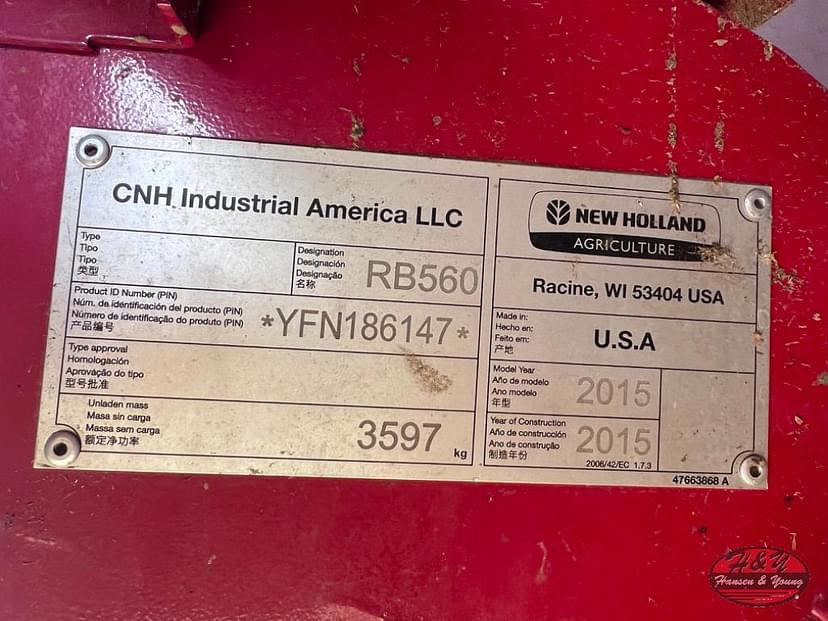 CNH Industrial America LLC
Type
Tipo
Tipo
类型
Designation
Designación
Designação
名称
RB560
Product ID Number (PIN)
Núm. de identificación del producto (PIN)
Número de identificação do produto (PIN)
产品编号
*YFN186147*
Type approval
Homologación
Aprovação do tipo
型号批准
Unladen mass
Masa sin carga
Massa sem carga
额定净功率
3597 kg
NEW HOLLAND
AGRICULTURE
Racine, WI 53404 USA
Made in:
Hecho en:
Feito em:
产地
U.S.A
Model Year
Año de modelo
Ano modelo
年型
2015
Year of Construction
Año de construcción
Ano de construção
制造年份
2015
2006/42/EC 1.7.3
47663868 A
H&Y
Hansen & Young